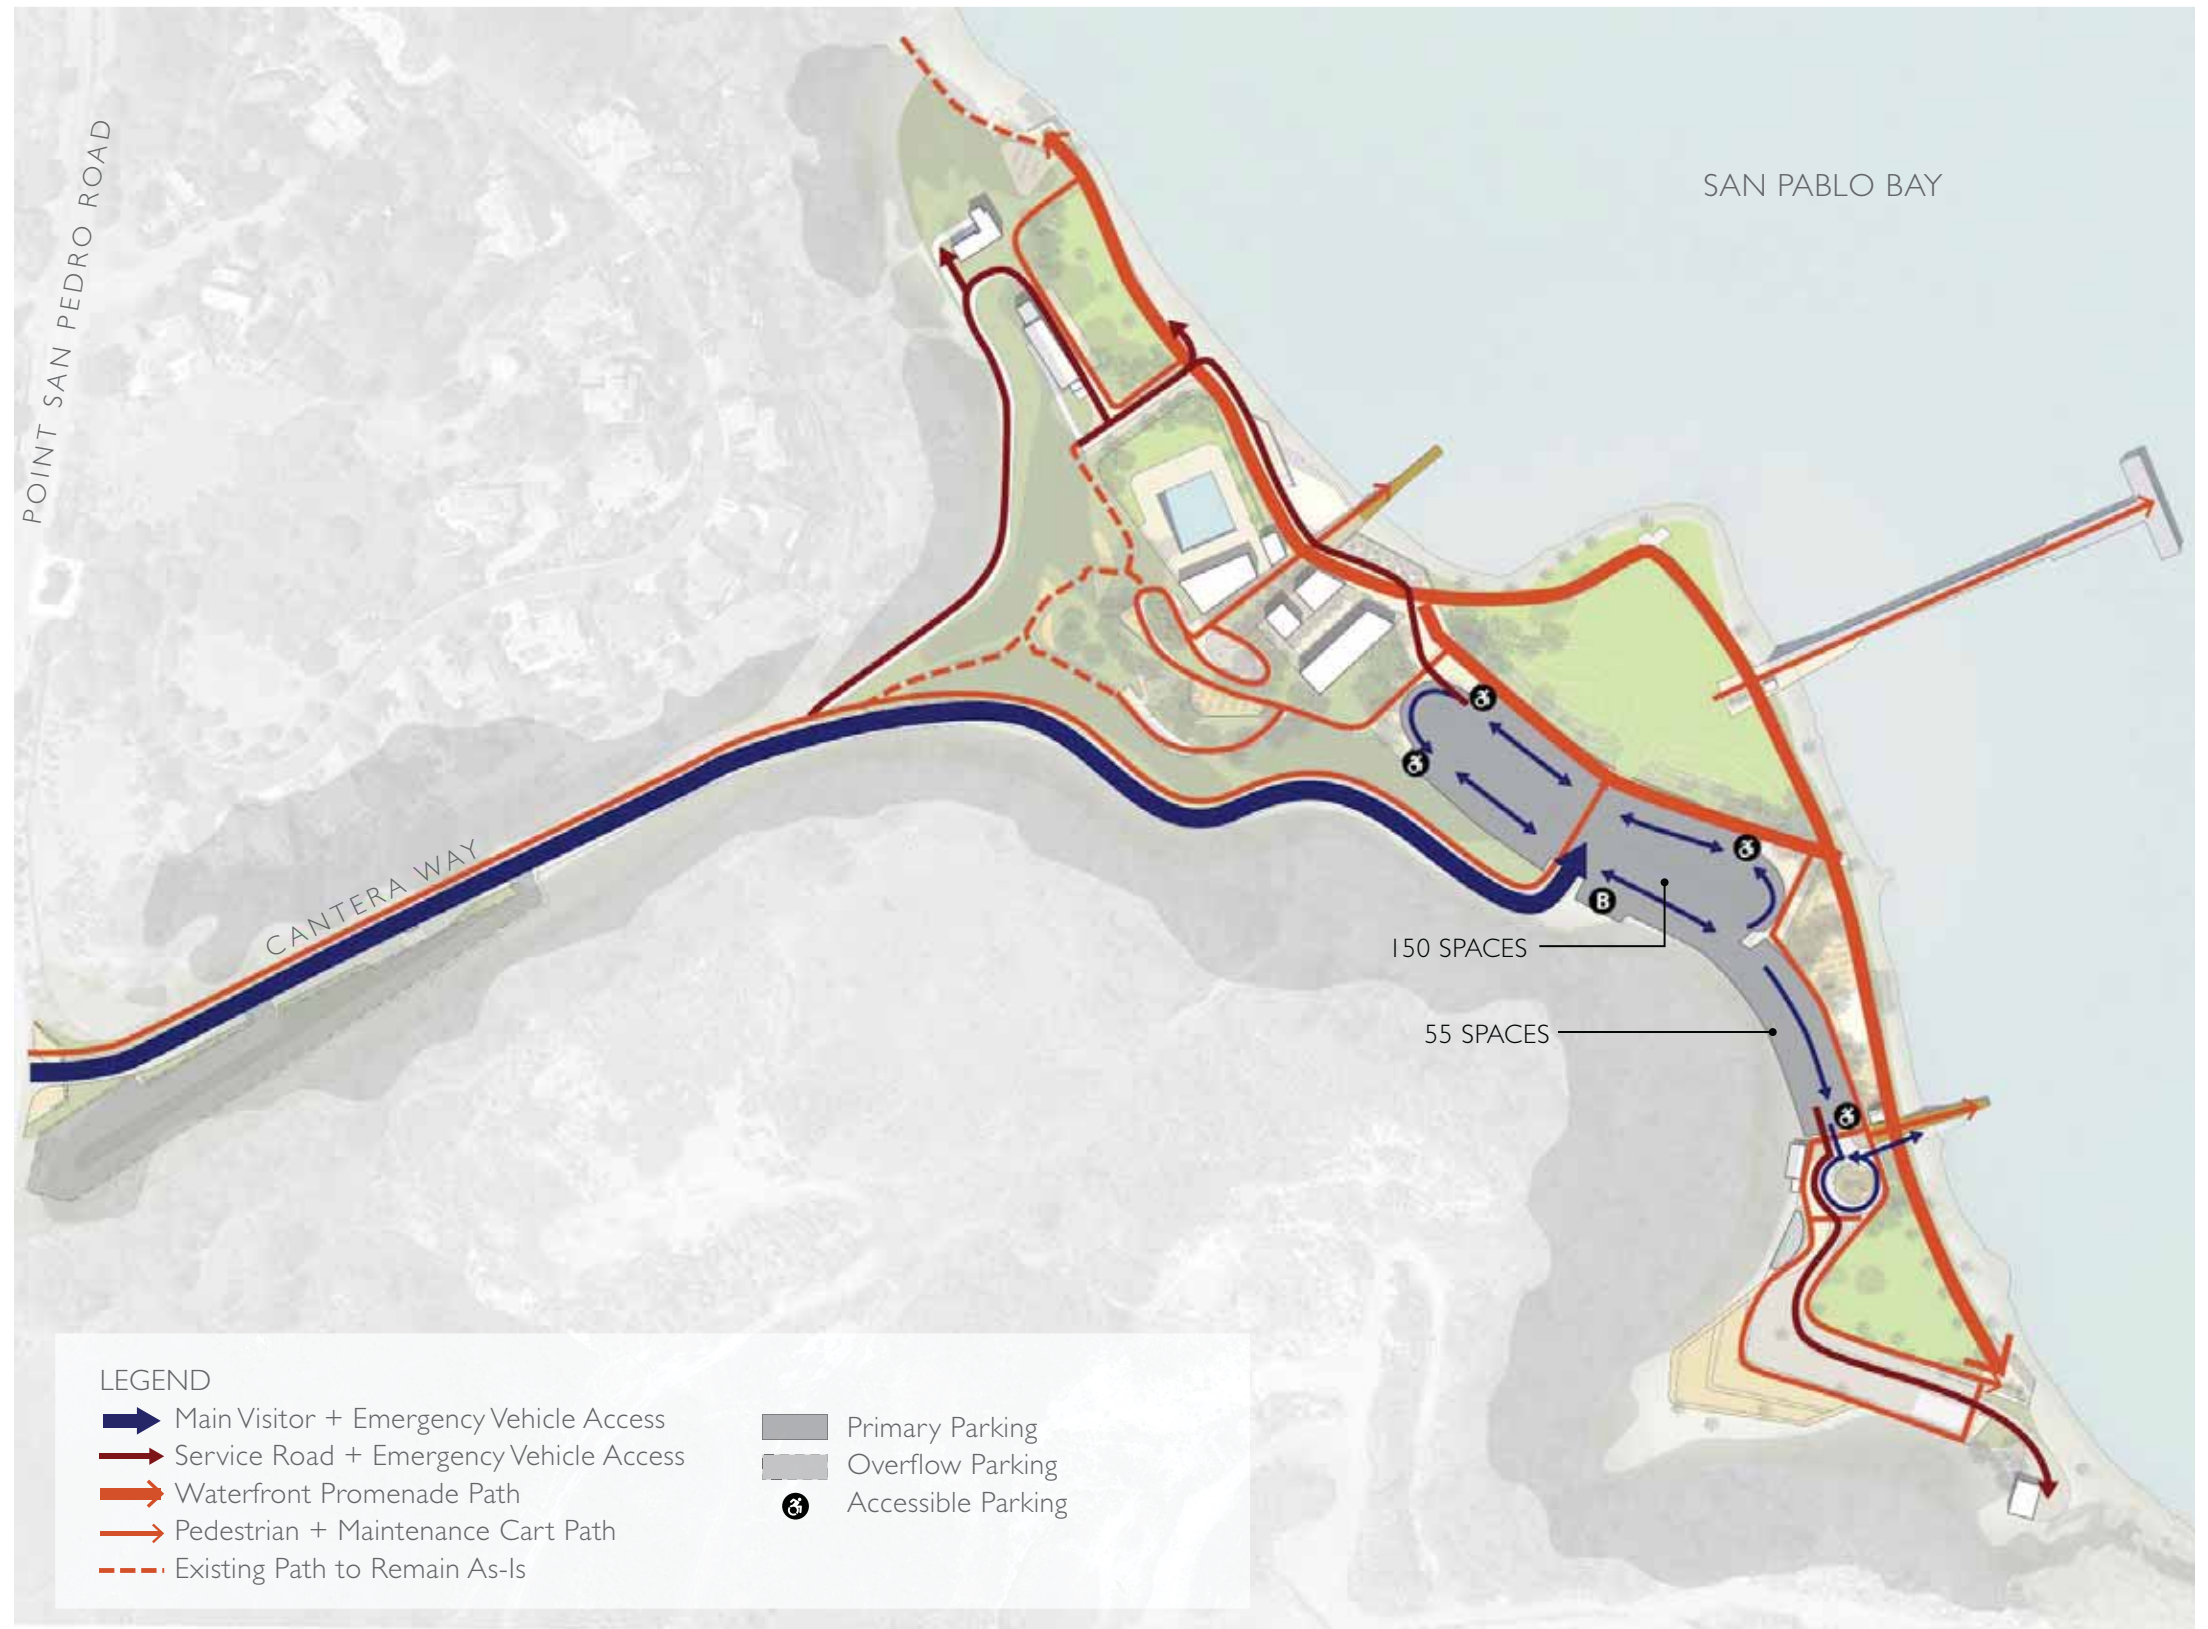 POINT SAN PEDRO ROAD
SAN PABLO BAY
CANTERA WAY
B
150 SPACES
55 SPACES
LEGEND
Main Visitor + Emergency Vehicle Access
Service Road + Emergency Vehicle Access
Waterfront Promenade Path
Pedestrian + Maintenance Cart Path
Existing Path to Remain As-Is
Primary Parking
Overflow Parking
Accessible Parking